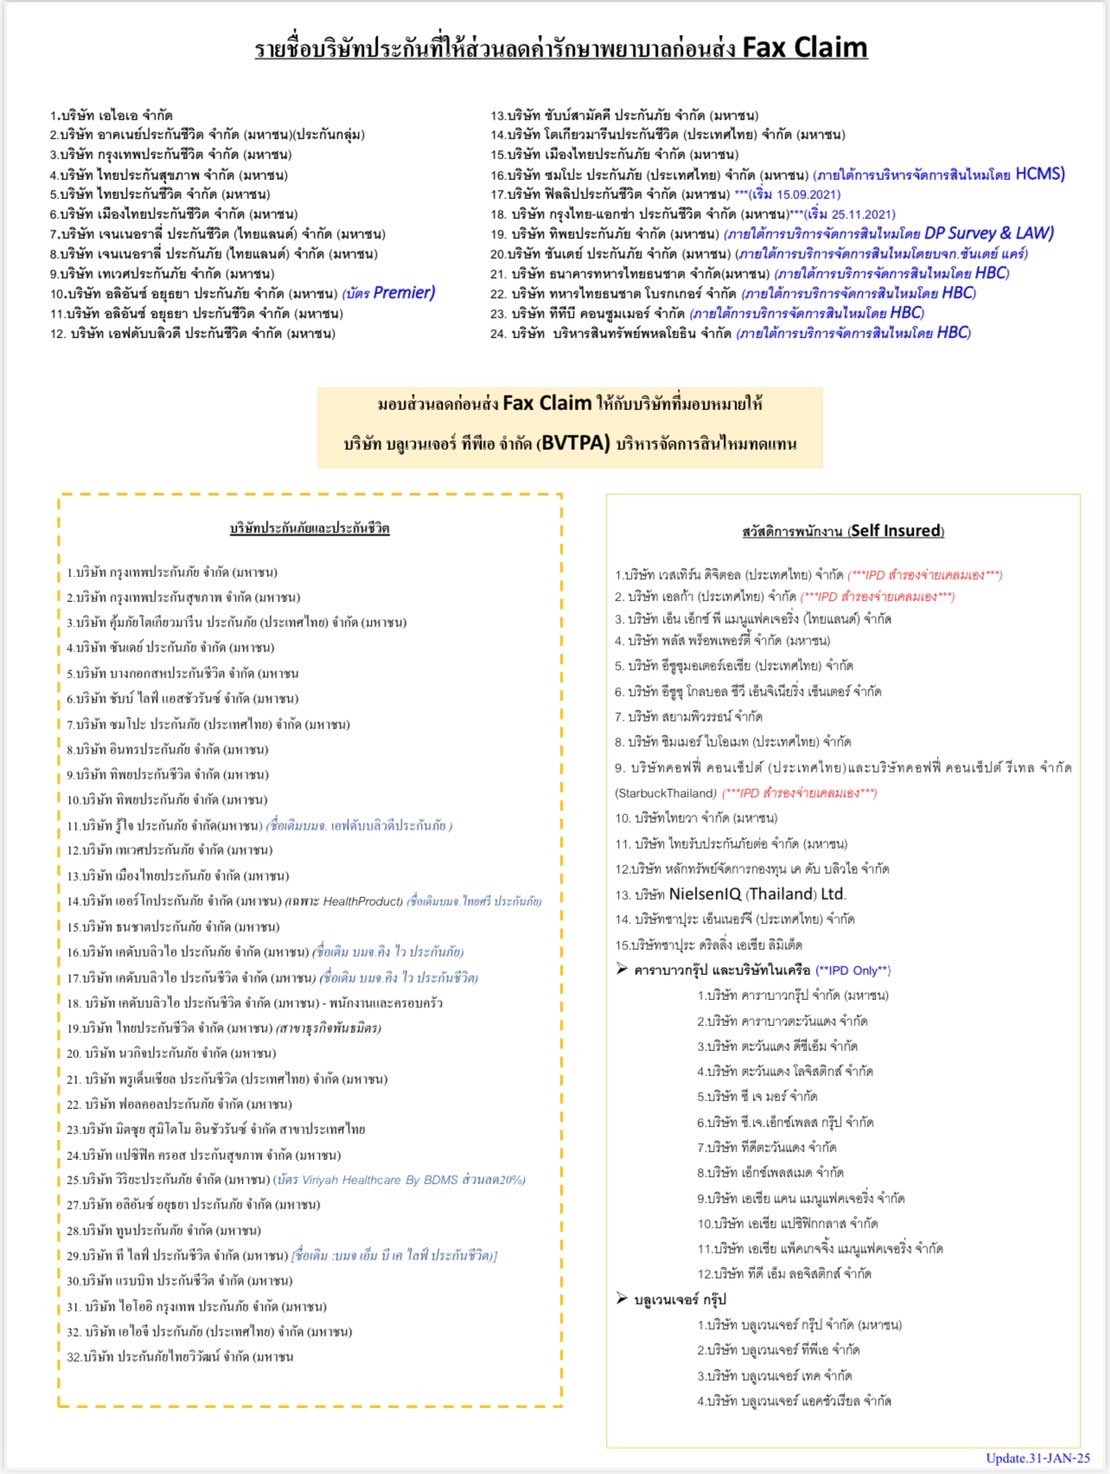 รายชื่อบริษัทประกันที่ให้ส่วนลดค่ารักษาพยาบาลก่อนส่ง Fax Claim
1.บริษัท เอไอเอ จำกัด
2.บริษัท อาคเนย์ประกันชีวิต จำกัด (มหาชน)(ประกันกลุ่ม)
3.บริษัท กรุงเทพประกันชีวิต จำกัด (มหาชน)
4.บริษัท ไทยประกันสุขภาพ จำกัด (มหาชน)
5.บริษัท ไทยประกันชีวิต จำกัด (มหาชน)
6.บริษัท เมืองไทยประกันชีวิต จำกัด (มหาชน)
7.บริษัท เจนเนอราลี่ ประกันชีวิต (ไทยแลนด์) จำกัด (มหาชน)
8.บริษัท เจนเนอราลี่ ประกันภัย (ไทยแลนด์) จำกัด (มหาชน)
9.บริษัท เทเวศประกันภัย จำกัด (มหาชน)
10.บริษัท อลิอันซ์ อยุธยา ประกันภัย จำกัด (มหาชน) (บัตร Premier)
11.บริษัท อลิอันซ์ อยุธยา ประกันชีวิต จำกัด (มหาชน)
12. บริษัท เอฟดับบลิวดี ประกันชีวิต จำกัด (มหาชน)
13.บริษัท ชับบ์สามัคคี ประกันภัย จำกัด (มหาชน)
14.บริษัท โตเกียวมารีนประกันชีวิต (ประเทศไทย) จำกัด (มหาชน)
15.บริษัท เมืองไทยประกันภัย จำกัด (มหาชน)
16.บริษัท ซมโปะ ประกันภัย (ประเทศไทย) จำกัด (มหาชน) (ภายใต้การบริหารจัดการสินไหมโดย HCMS)
17.บริษัท ฟิลลิปประกันชีวิต จำกัด (มหาชน) ***(เริ่ม 15.09.2021)
18. บริษัท กรุงไทย-แอกซ่า ประกันชีวิต จำกัด (มหาชน)***(เริ่ม 25.11.2021)
19. บริษัท ทิพยประกันภัย จำกัด (มหาชน) (ภายใต้การบริการจัดการสินไหมโดย DP Survey & LAW)
20.บริษัท ซันเดย์ ประกันภัย จำกัด (มหาชน) (ภายใต้การบริการจัดการสินไหมโดยบจก.ซันเดย์ แคร์)
21. บริษัท ธนาคารทหารไทยธนชาต จำกัด(มหาชน) (ภายใต้การบริการจัดการสินไหมโดย HBC)
22. บริษัท ทหารไทยธนชาต โบรกเกอร์ จำกัด (ภายใต้การบริการจัดการสินไหมโดย HBC)
23. บริษัท ทีทีบี คอนซูมเมอร์ จำกัด (ภายใต้การบริการจัดการสินไหมโดย HBC)
24. บริษัท บริหารสินทรัพย์พหลโยธิน จำกัด (ภายใต้การบริการจัดการสินไหมโดย HBC)
มอบส่วนลดก่อนส่ง Fax Claim ให้กับบริษัทที่มอบหมายให้
บริษัท บลูเวนเจอร์ ทีพีเอ จำกัด (BVTPA) บริหารจัดการสินไหมทดแทน
บริษัทประกันภัยและประกันชีวิต
1.บริษัท กรุงเทพประกันภัย จำกัด (มหาชน)
2.บริษัท กรุงเทพประกันสุขภาพ จำกัด (มหาชน)
3.บริษัท คุ้มภัยโตเกียวมารีน ประกันภัย (ประเทศไทย) จำกัด (มหาชน)
4.บริษัท ซันเดย์ ประกันภัย จำกัด (มหาชน)
5.บริษัท บางกอกสหประกันชีวิต จำกัด (มหาชน
6.บริษัท ชับบ์ ไลฟ์ แอสชัวรันซ์ จำกัด (มหาชน)
7.บริษัท ซมโปะ ประกันภัย (ประเทศไทย) จำกัด (มหาชน)
8.บริษัท อินทรประกันภัย จำกัด (มหาชน)
9.บริษัท ทิพยประกันชีวิต จำกัด (มหาชน)
10.บริษัท ทิพยประกันภัย จำกัด (มหาชน)
11.บริษัท รู้ใจ ประกันภัย จำกัด(มหาชน) (ชื่อเดิมบมจ. เอฟดับบลิวดีประกันภัย )
12.บริษัท เทเวศประกันภัย จำกัด (มหาชน)
13.บริษัท เมืองไทยประกันภัย จำกัด (มหาชน)
14.บริษัท เออร์โกประกันภัย จำกัด (มหาชน) (เฉพาะ HealthProduct) (ชื่อเดิมบมจ.ไทยศรี ประกันภัย)
15.บริษัท ธนชาตประกันภัย จำกัด (มหาชน)
16.บริษัท เคดับบลิวไอ ประกันภัย จำกัด (มหาชน) (ชื่อเดิม บมจ.คิง ไว ประกันภัย)
17.บริษัท เคดับบลิวไอ ประกันชีวิต จำกัด (มหาชน) (ชื่อเดิม บมจ.คิง ไว ประกันชีวิต)
18. บริษัท เคดับบลิวไอ ประกันชีวิต จำกัด (มหาชน) - พนักงานและครอบครัว
19.บริษัท ไทยประกันชีวิต จำกัด (มหาชน) (สาขาธุรกิจพันธมิตร)
20. บริษัท นวกิจประกันภัย จำกัด (มหาชน)
21. บริษัท พรูเด็นเชียล ประกันชีวิต (ประเทศไทย) จำกัด (มหาชน)
22. บริษัท ฟอลคอลประกันภัย จำกัด (มหาชน)
23.บริษัท มิตซุย สุมิโตโม อินชัวรันซ์ จำกัด สาขาประเทศไทย
24.บริษัท แปซิฟิค ครอส ประกันสุขภาพ จำกัด (มหาชน)
25.บริษัท วิริยะประกันภัย จำกัด (มหาชน) (บัตร Viriyah Healthcare By BDMS ส่วนลด20%)
27.บริษัท อลิอันซ์ อยุธยา ประกันภัย จำกัด (มหาชน)
28.บริษัท ทูนประกันภัย จำกัด (มหาชน)
29.บริษัท ที ไลฟ์ ประกันชีวิต จำกัด (มหาชน) [ชื่อเดิม :บมจ เอ็ม บี เค ไลฟ์ ประกันชีวิต)]
30.บริษัท แรบบิท ประกันชีวิต จำกัด (มหาชน)
31. บริษัท ไอโออิ กรุงเทพ ประกันภัย จำกัด (มหาชน)
32. บริษัท เอไอจี ประกันภัย (ประเทศไทย) จำกัด (มหาชน)
32.บริษัท ประกันภัยไทยวิวัฒน์ จำกัด (มหาชน
สวัสดิการพนักงาน (Self Insured)
1.บริษัท เวสเทิร์น ดิจิตอล (ประเทศไทย) จำกัด (***IPD สำรองจ่ายเคลมเอง***)
2. บริษัท เอลก้า (ประเทศไทย) จำกัด (***IPD สำรองจ่ายเคลมเอง***)
3. บริษัท เอ็น เอ็กซ์ พี แมนูแฟคเจอริ่ง (ไทยแลนด์) จำกัด
4. บริษัท พลัส พร็อพเพอร์ตี้ จำกัด (มหาชน)
5. บริษัท อีซูซุมอเตอร์เอเชีย (ประเทศไทย) จำกัด
6. บริษัท อีซูซุ โกลบอล ซีวี เอ็นจิเนียริ่ง เซ็นเตอร์ จำกัด
7. บริษัท สยามพิวรรธน์ จำกัด
8. บริษัท ซิมเมอร์ ไบโอเมท (ประเทศไทย) จำกัด
9. บริษัทคอฟฟี่ คอนเซ็ปต์ (ประเทศไทย)และบริษัทคอฟฟี่ คอนเซ็ปต์ รีเทล จำกัด
(StarbuckThailand) (***IPD สำรองจ่ายเคลมเอง***)
10. บริษัทไทยวา จำกัด (มหาชน)
11. บริษัท ไทยรับประกันภัยต่อ จำกัด (มหาชน)
12.บริษัท หลักทรัพย์จัดการกองทุน เค ดับ บลิวไอ จำกัด
13. บริษัท NielsenIQ (Thailand) Ltd.
14. บริษัทซาปุระ เอ็นเนอร์จี (ประเทศไทย) จำกัด
15.บริษัทซาปุระ ดริลลิ่ง เอเชีย ลิมิเต็ด
➢ คาราบาวกรุ๊ป และบริษัทในเครือ (**IPD Only**)
1.บริษัท คาราบาวกรุ๊ป จำกัด (มหาชน)
2.บริษัท คาราบาวตะวันแดง จำกัด
3.บริษัท ตะวันแดง ดีซีเอ็ม จำกัด
4.บริษัท ตะวันแดง โลจิสติกส์ จำกัด
5.บริษัท ซี เจ มอร์ จำกัด
6.บริษัท ซี.เจ.เอ็กซ์เพลส กรุ๊ป จำกัด
7.บริษัท ทีดีตะวันแดง จำกัด
8.บริษัท เอ็กซ์เพลสเมด จำกัด
9.บริษัท เอเชีย แคน แมนูแฟคเจอริ่ง จำกัด
10.บริษัท เอเชีย แปซิฟิกกลาส จำกัด
11.บริษัท เอเชีย แพ็คเกจจิ้ง แมนูแฟคเจอริ่ง จำกัด
12.บริษัท ทีดี เอ็ม ลอจิสติกส์ จำกัด
➢ บลูเวนเจอร์ กรุ๊ป
1.บริษัท บลูเวนเจอร์ กรุ๊ป จำกัด (มหาชน)
2.บริษัท บลูเวนเจอร์ ทีพีเอ จำกัด
3.บริษัท บลูเวนเจอร์ เทค จำกัด
4.บริษัท บลูเวนเจอร์ แอคชัวเรียล จำกัด
Update.31-JAN-25